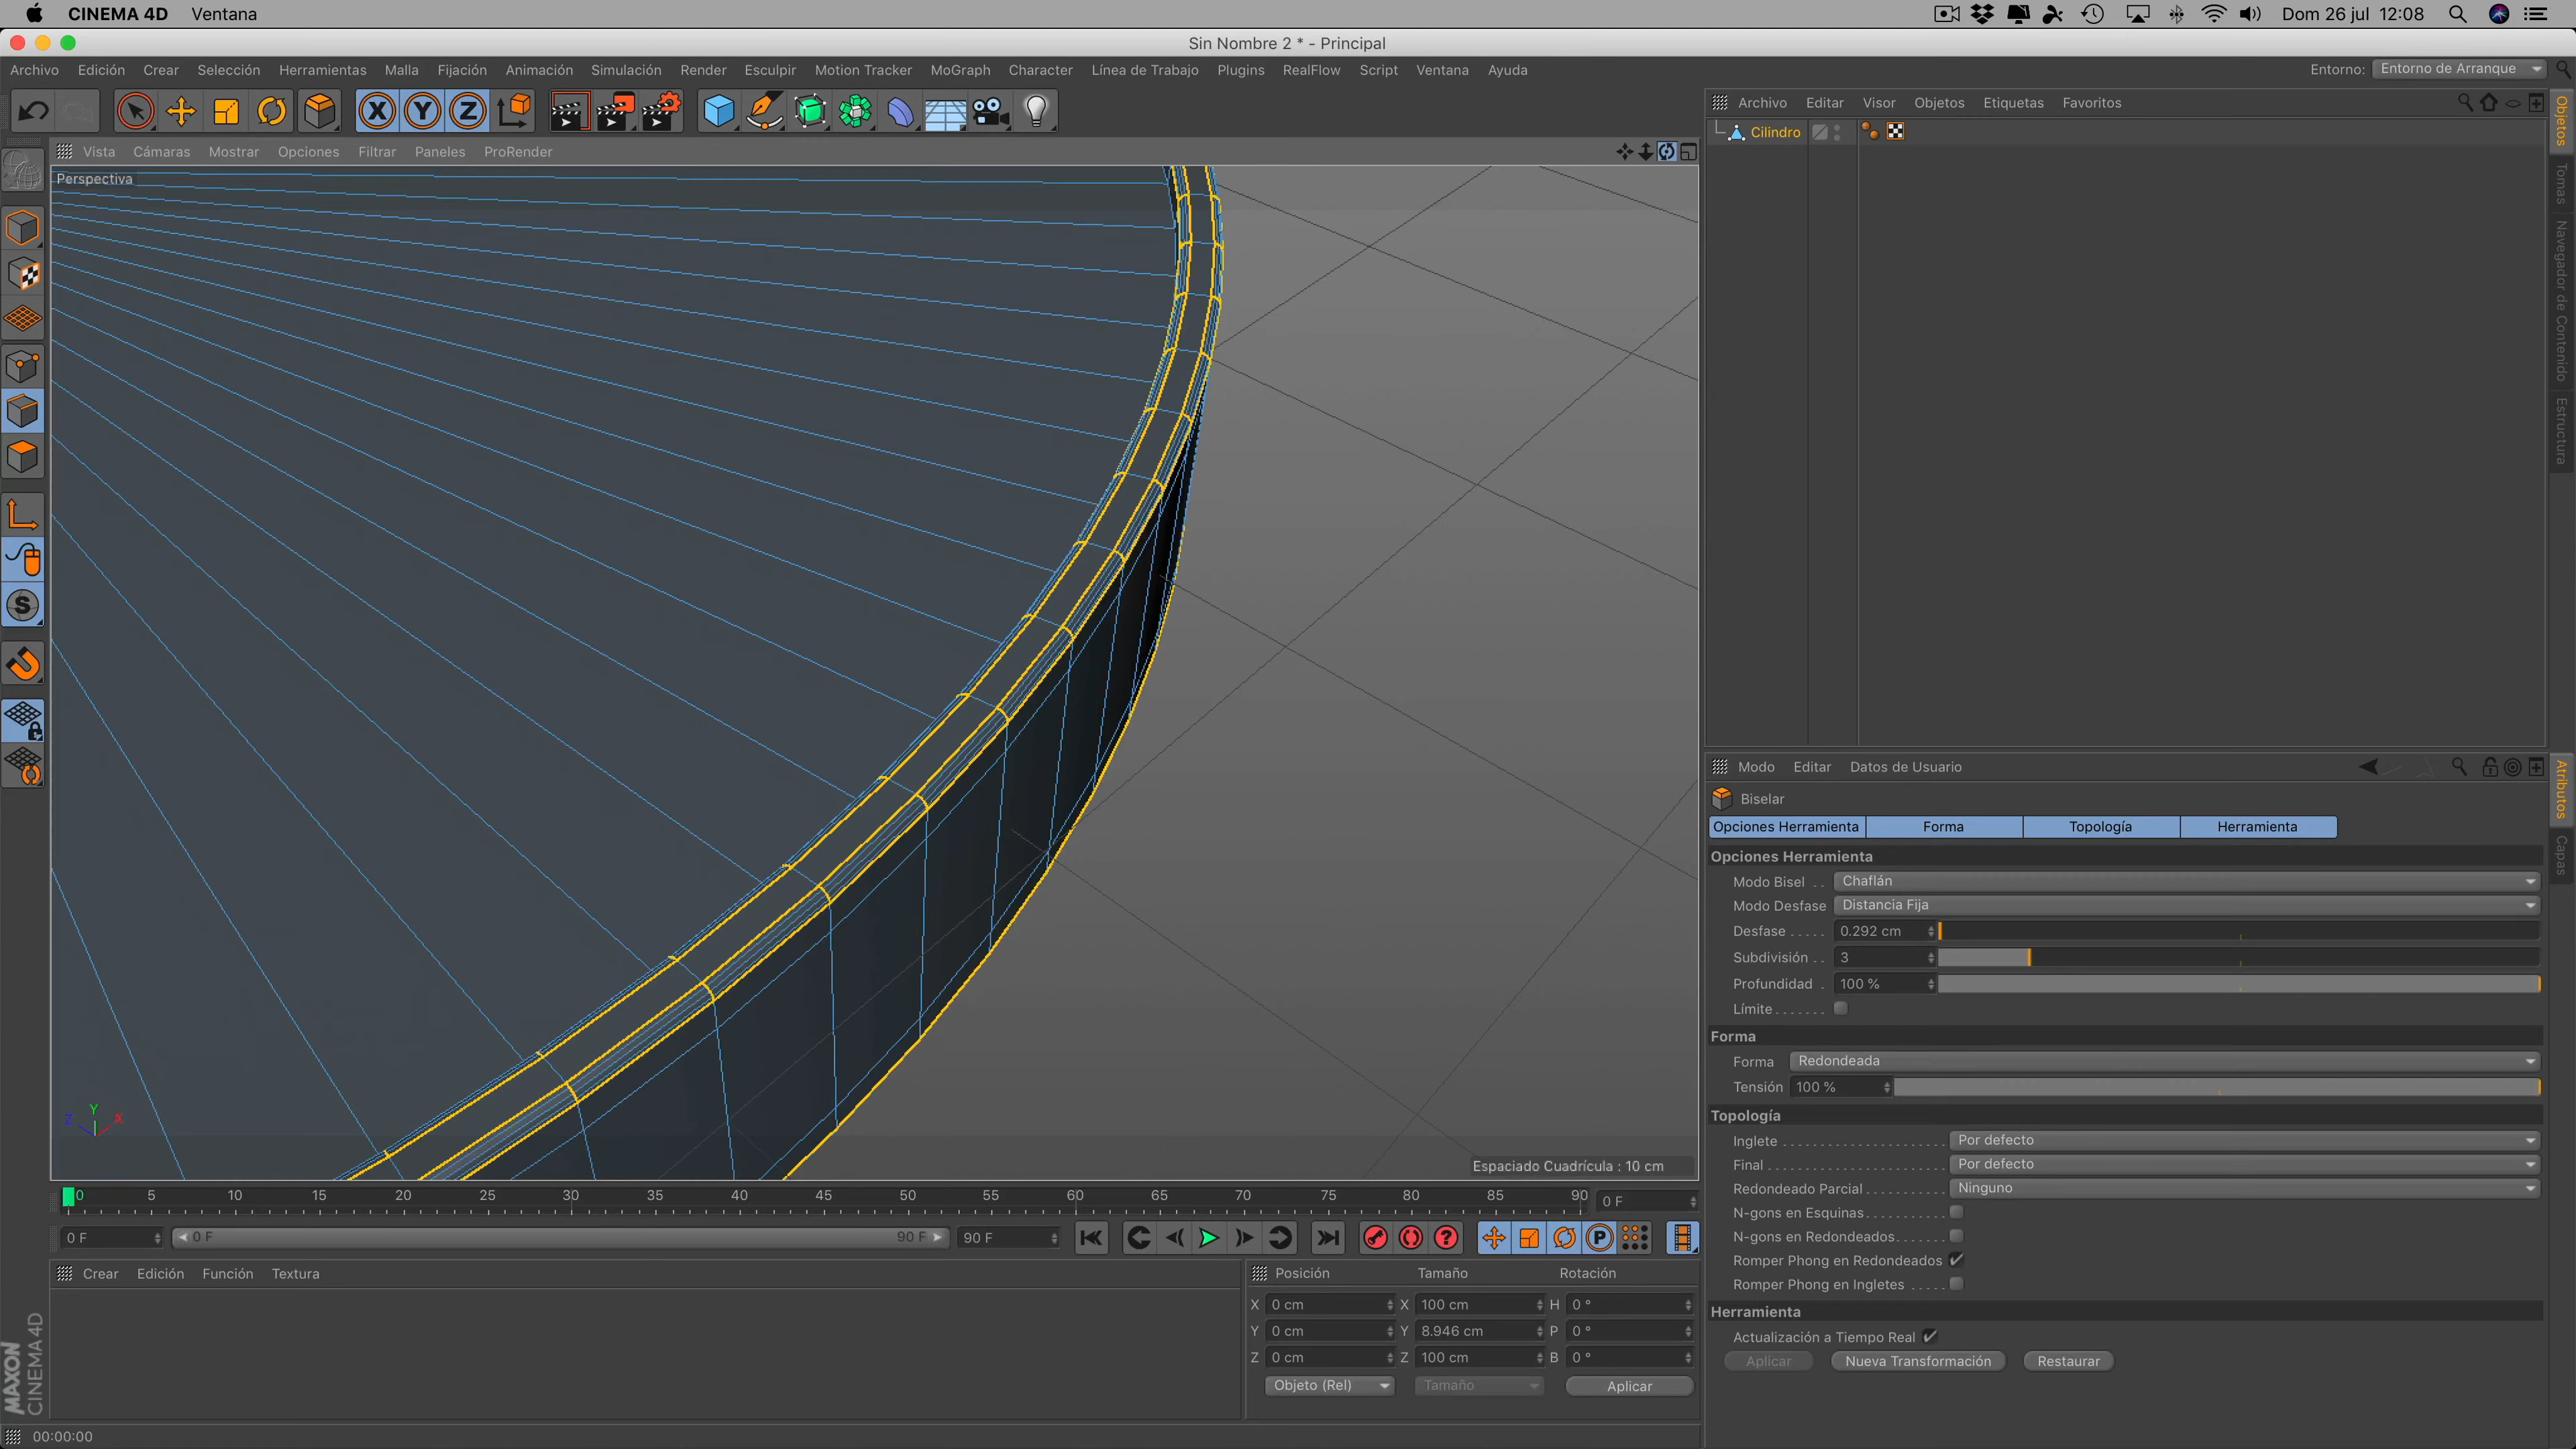 CINEMA 4D Ventana Dom 26 jul 12:08
Sin Nombre 2 * - Principal
Archivo Edición Crear Selección Herramientas Malla Fijación Animación Simulación Render Esculpir Motion Tracker MoGraph Character Línea de Trabajo Plugins RealFlow Script Ventana Ayuda Entorno: Entorno de Arranque
X Y Z
Archivo Editar Visor Objetos Etiquetas Favoritos
Cilindro
Objetos
Tomas
Navegador de Contenido
Estructura
Vista Cámaras Mostrar Opciones Filtrar Paneles ProRender
Perspectiva
S
Z Y X
Espaciado Cuadrícula : 10 cm
Modo Editar Datos de Usuario
Atributos
Capas
Biselar
Opciones Herramienta Forma Topología Herramienta
Opciones Herramienta
Modo Bisel . . Chaflán
Modo Desfase Distancia Fija
Desfase . . . . . 0.292 cm
Subdivisión . . 3
Profundidad . 100 %
Límite . . . . . . .
Forma
Forma Redondeada
Tensión 100 %
Topología
Inglete Por defecto
Final Por defecto
Redondeado Parcial Ninguno
N-gons en Esquinas
N-gons en Redondeados
Romper Phong en Redondeados
Romper Phong en Ingletes
Herramienta
Actualización a Tiempo Real
Aplicar Nueva Transformación Restaurar
0 5 10 15 20 25 30 35 40 45 50 55 60 65 70 75 80 85 90 0 F
0 F 0 F 90 F 90 F ? P
Crear Edición Función Textura
Posición Tamaño Rotación
X 0 cm X 100 cm H 0 °
Y 0 cm Y 8.946 cm P 0 °
Z 0 cm Z 100 cm B 0 °
Objeto (Rel) Tamaño Aplicar
MAXON
CINEMA 4D
00:00:00